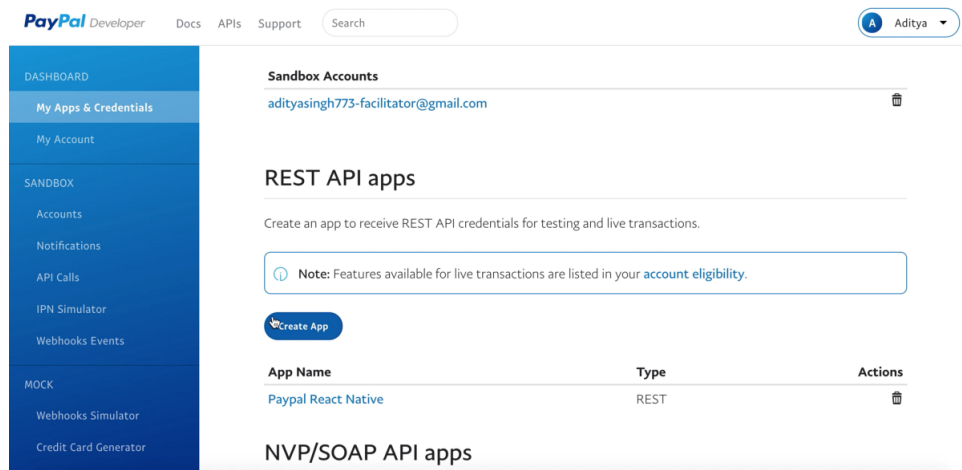 PayPal Developer Docs APIs Support Search A Aditya
DASHBOARD
My Apps & Credentials
My Account
SANDBOX
Accounts
Notifications
API Calls
IPN Simulator
Webhooks Events
MOCK
Webhooks Simulator
Credit Card Generator
Sandbox Accounts
adityasingh773-facilitator@gmail.com
REST API apps
Create an app to receive REST API credentials for testing and live transactions.
Note: Features available for live transactions are listed in your account eligibility.
Create App
App Name Type Actions
Paypal React Native REST
NVP/SOAP API apps